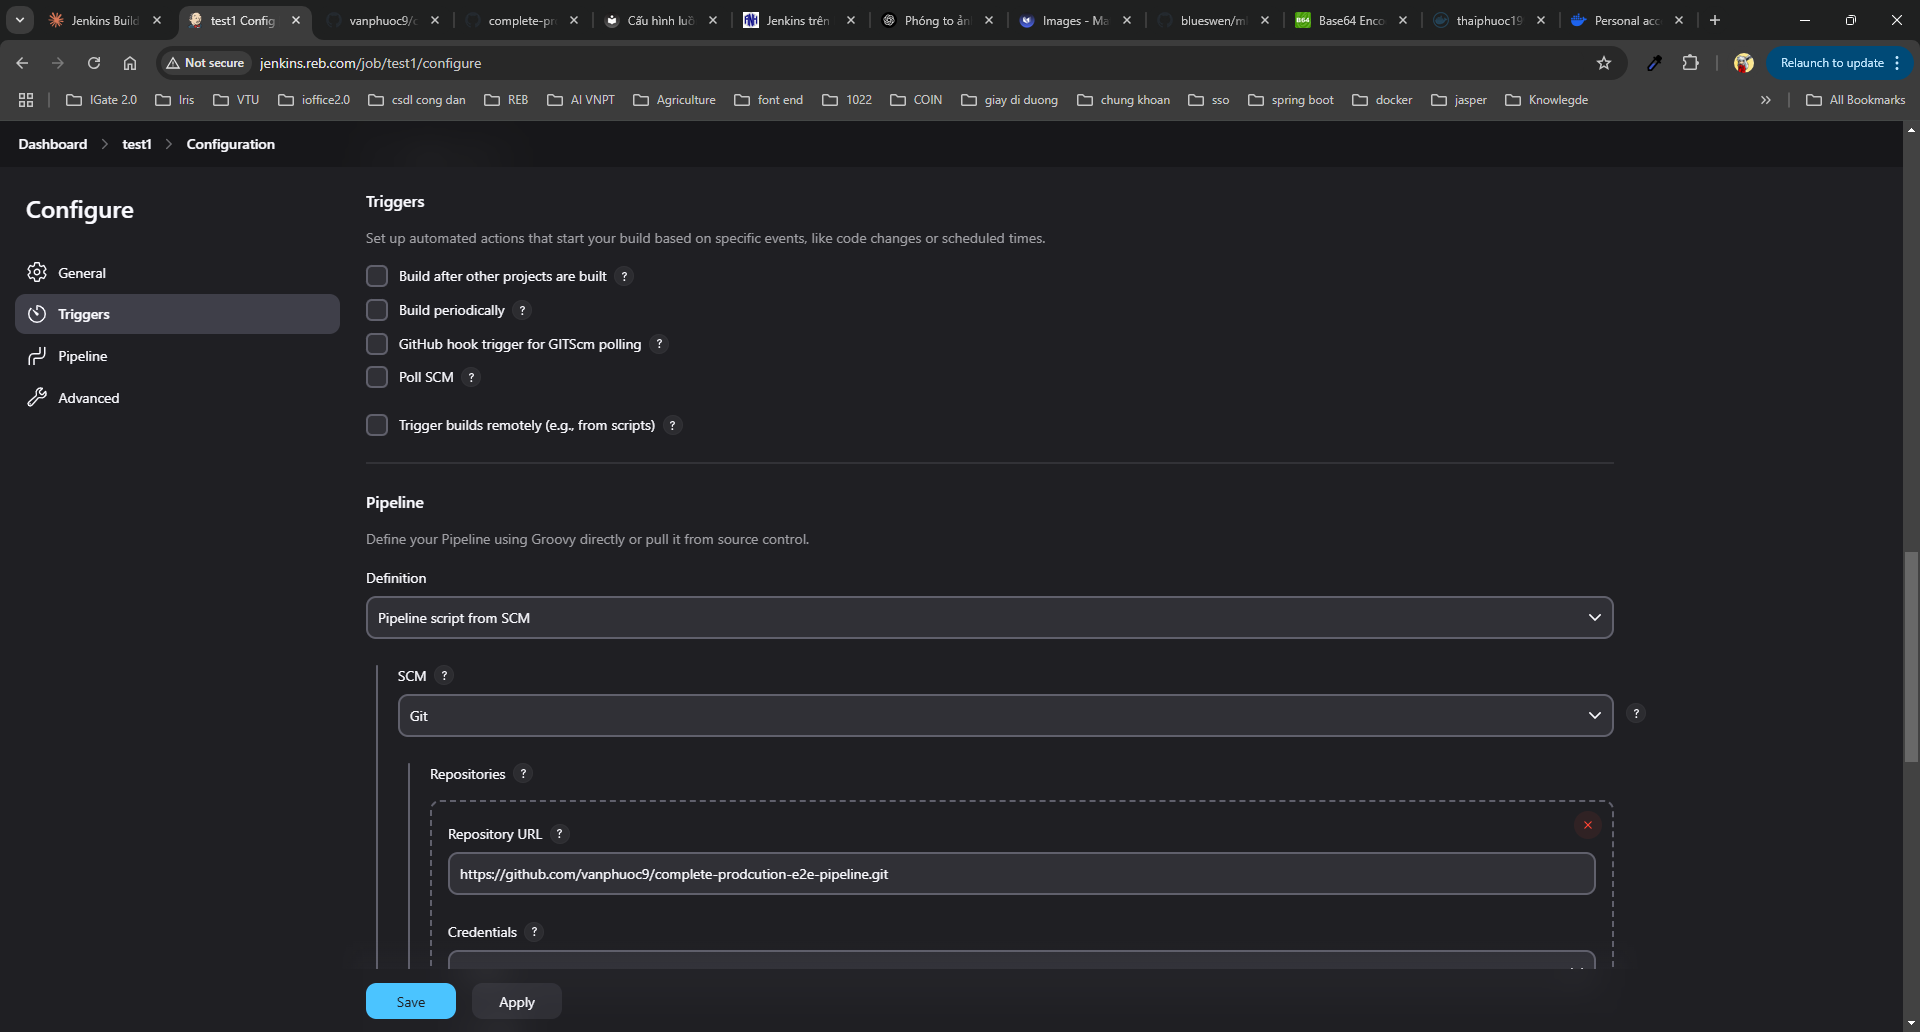 Jenkins Build
test1 Config
vanphuoc9/c
complete-pr
Cấu hình luồ
Jenkins trên
Phóng to ản
Images - Ma
blueswen/m
Base64 Enco
thaiphuoc19
Personal acc
Not secure
jenkins.reb.com/job/test1/configure
Relaunch to update
IGate 2.0
Iris
VTU
ioffice2.0
csdl cong dan
REB
AI VNPT
Agriculture
font end
1022
COIN
giay di duong
chung khoan
sso
spring boot
docker
jasper
Knowlegde
All Bookmarks
Dashboard
test1
Configuration
Configure
General
Triggers
Pipeline
Advanced
Triggers
Set up automated actions that start your build based on specific events, like code changes or scheduled times.
Build after other projects are built ?
Build periodically ?
GitHub hook trigger for GITScm polling ?
Poll SCM ?
Trigger builds remotely (e.g., from scripts) ?
Pipeline
Define your Pipeline using Groovy directly or pull it from source control.
Definition
Pipeline script from SCM
SCM ?
Git
?
Repositories ?
Repository URL ?
https://github.com/vanphuoc9/complete-prodcution-e2e-pipeline.git
Credentials ?
Save
Apply